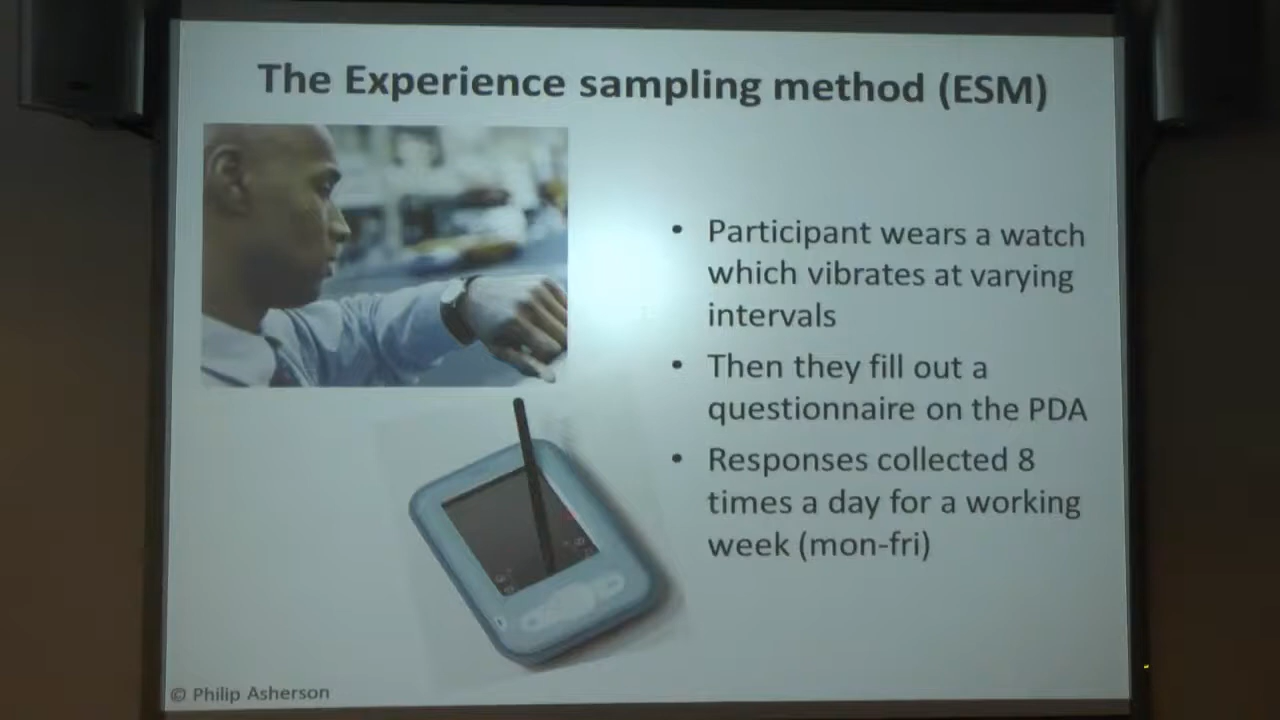 The Experience sampling method (ESM)
• Participant wears a watch
which vibrates at varying
intervals
• Then they fill out a
questionnaire on the PDA
• Responses collected 8
times a day for a working
week (mon-fri)
© Philip Asherson